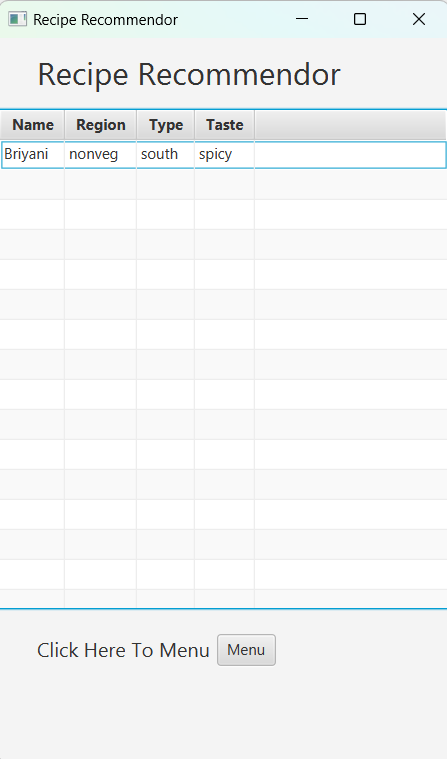 Recipe Recommendor
Recipe Recommendor
Name Region Type Taste
Briyani nonveg south spicy
Click Here To Menu Menu